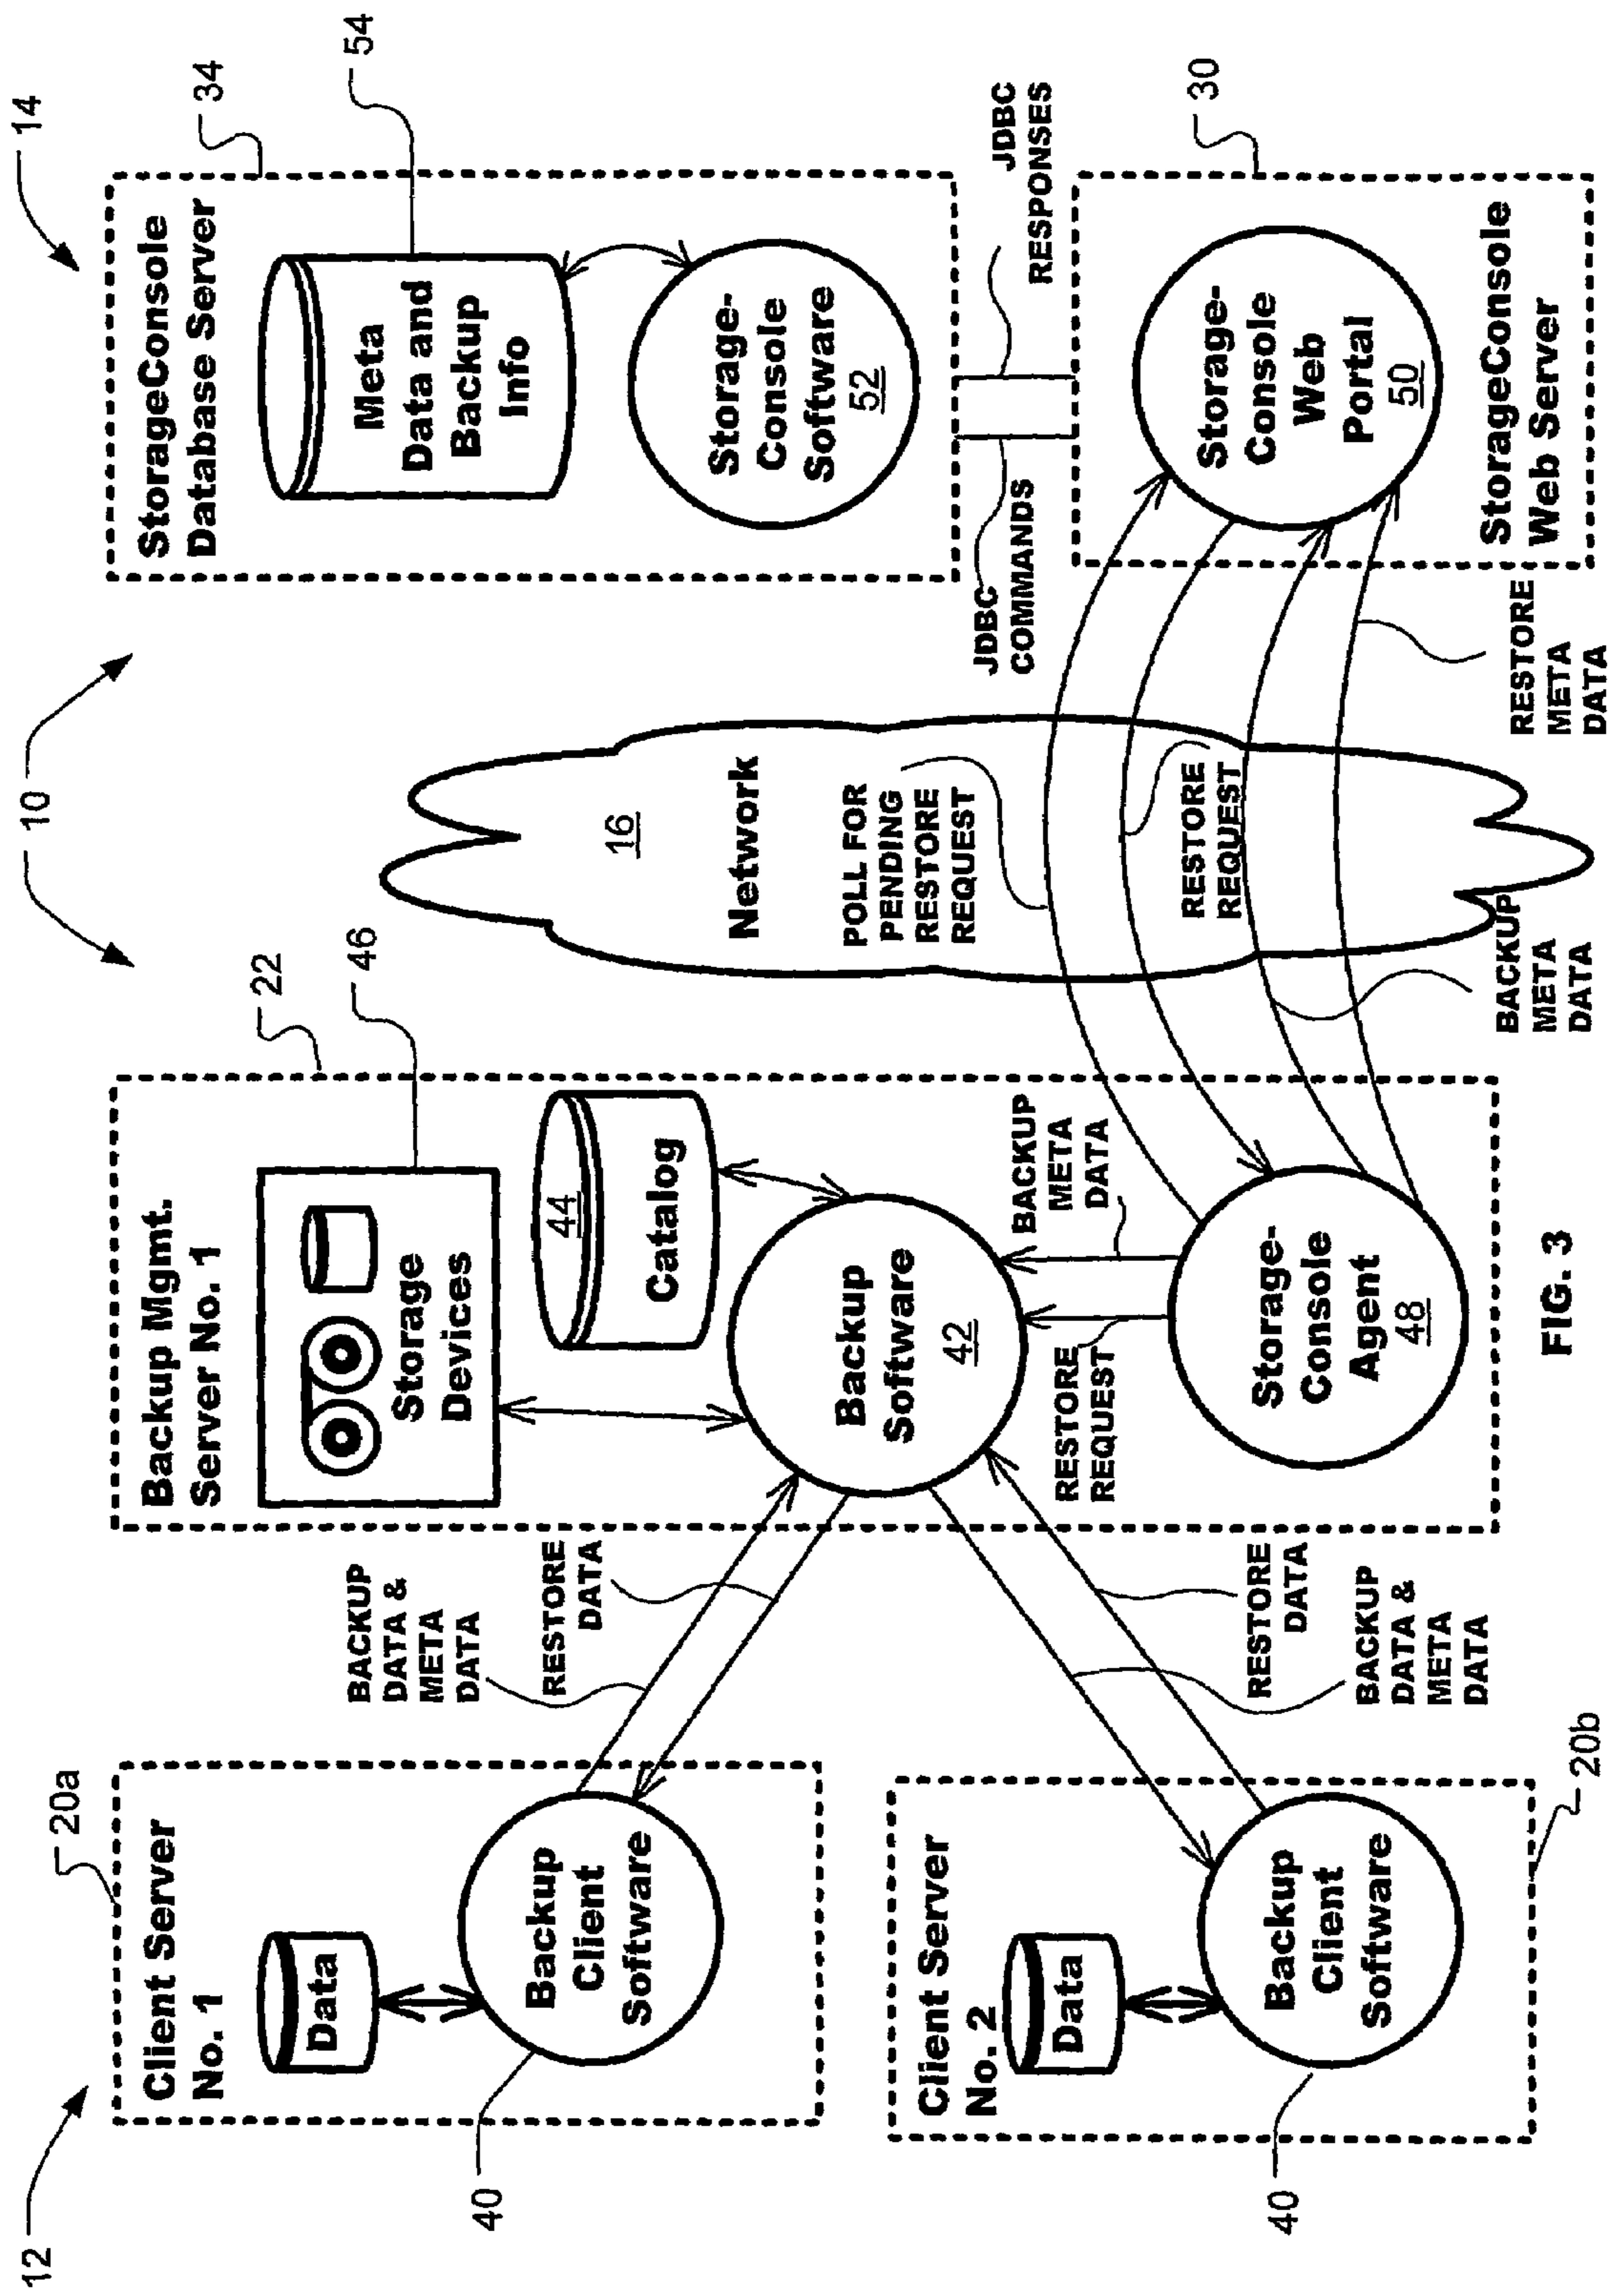 12
10
14
20a
Client Server
No. 1
Data
Backup
Client
Software
40
Client Server
No. 2
Data
Backup
Client
Software
40
20b
BACKUP
DATA &
META
DATA
RESTORE
DATA
RESTORE
DATA
BACKUP
DATA &
META
DATA
22
46
Backup Mgmt.
Server No. 1
Storage
Devices
44
Catalog
Backup
Software
42
RESTORE
REQUEST
BACKUP
META
DATA
Storage-
Console
Agent
48
16
Network
POLL FOR
PENDING
RESTORE
REQUEST
RESTORE
REQUEST
BACKUP
META
DATA
RESTORE
META
DATA
34
54
StorageConsole
Database Server
Meta
Data and
Backup
Info
Storage-
Console
Software
52
JDBC
COMMANDS
JDBC
RESPONSES
30
Storage-
Console
Web
Portal
50
StorageConsole
Web Server
FIG. 3